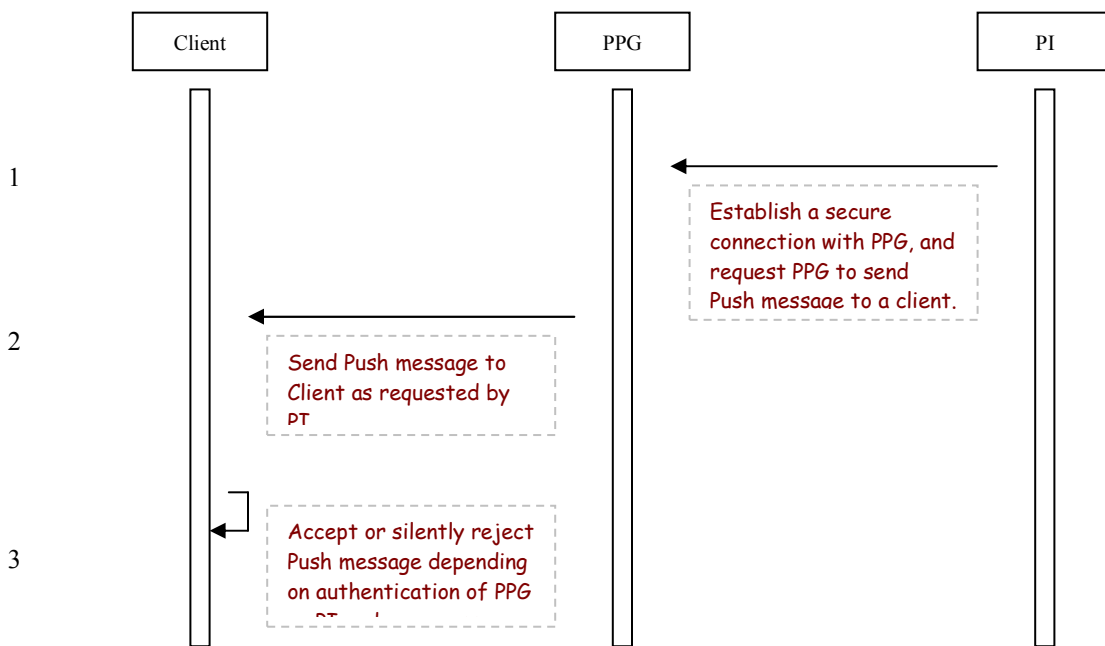 Client
PPG
PI
1
Establish a secure
connection with PPG, and
request PPG to send
Push message to a client.
2
Send Push message to
Client as requested by
PI
3
Accept or silently reject
Push message depending
on authentication of PPG